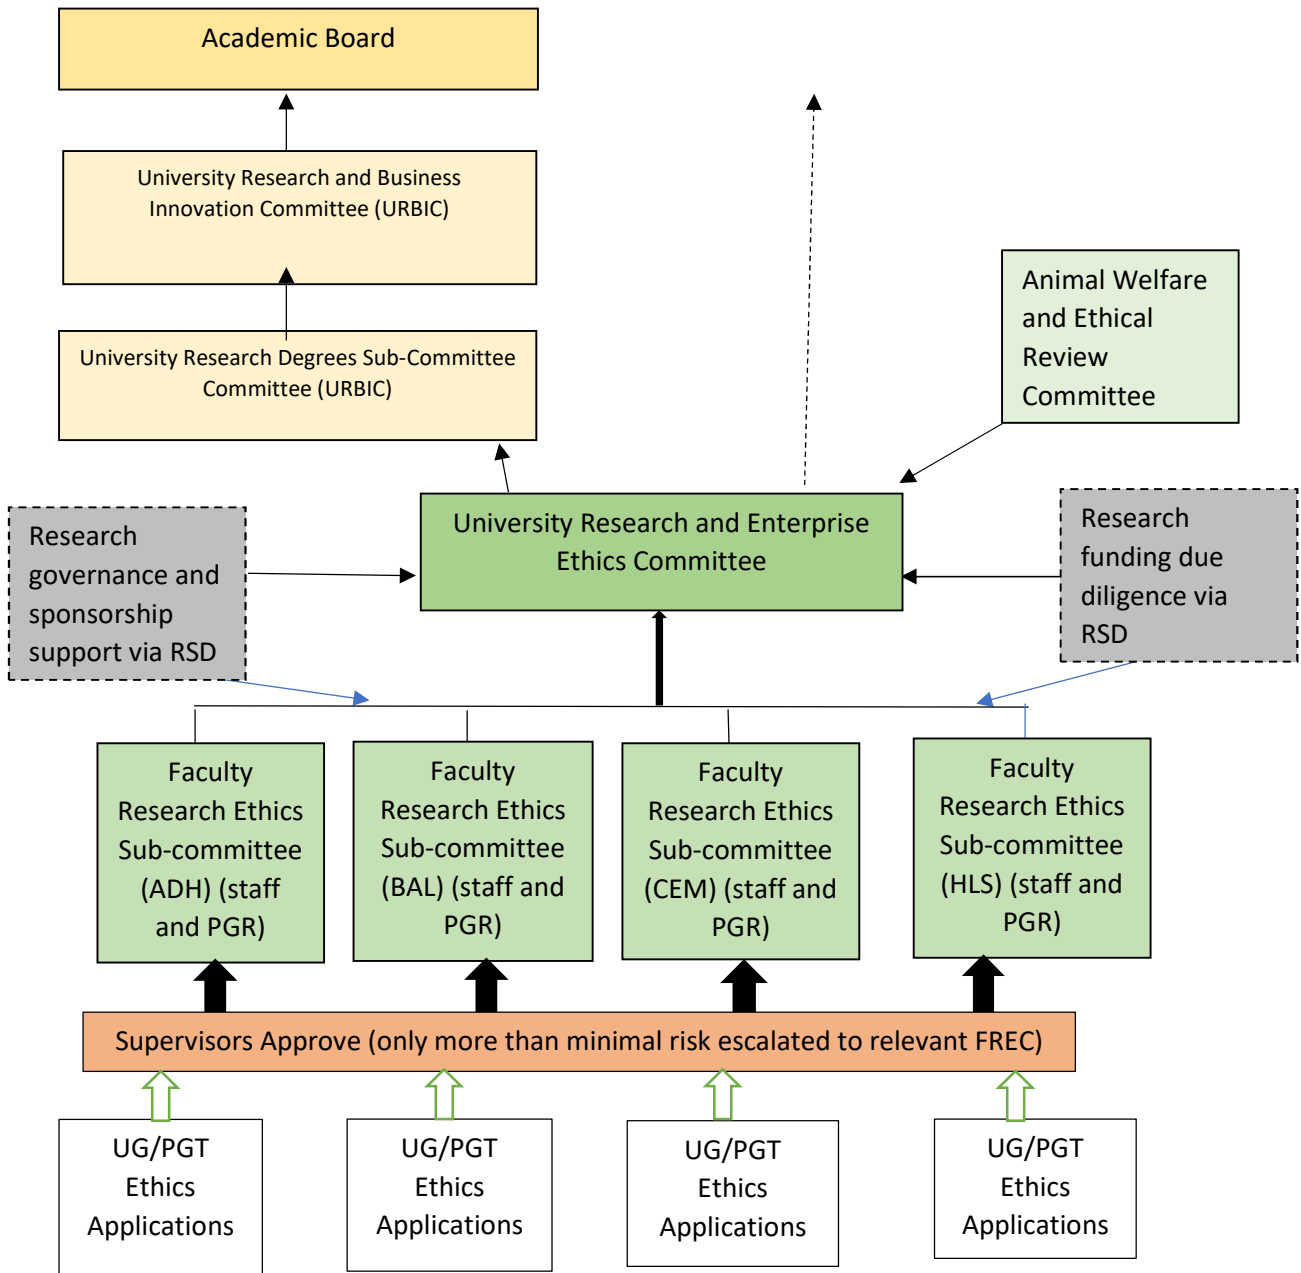 Academic Board
University Research and Business
Innovation Committee (URBIC)
Animal Welfare
and Ethical
Review
Committee
University Research Degrees Sub-Committee
Committee (URBIC)
University Research and Enterprise
Ethics Committee
Research
governance and
sponsorship
support via RSD
Research
funding due
diligence via
RSD
Faculty
Research Ethics
Sub-committee
(ADH) (staff
and PGR)
Faculty
Research Ethics
Sub-committee
(BAL) (staff and
PGR)
Faculty
Research Ethics
Sub-committee
(CEM) (staff and
PGR)
Faculty
Research Ethics
Sub-committee
(HLS) (staff and
PGR)
Supervisors Approve (only more than minimal risk escalated to relevant FREC)
UG/PGT
Ethics
Applications
UG/PGT
Ethics
Applications
UG/PGT
Ethics
Applications
UG/PGT
Ethics
Applications